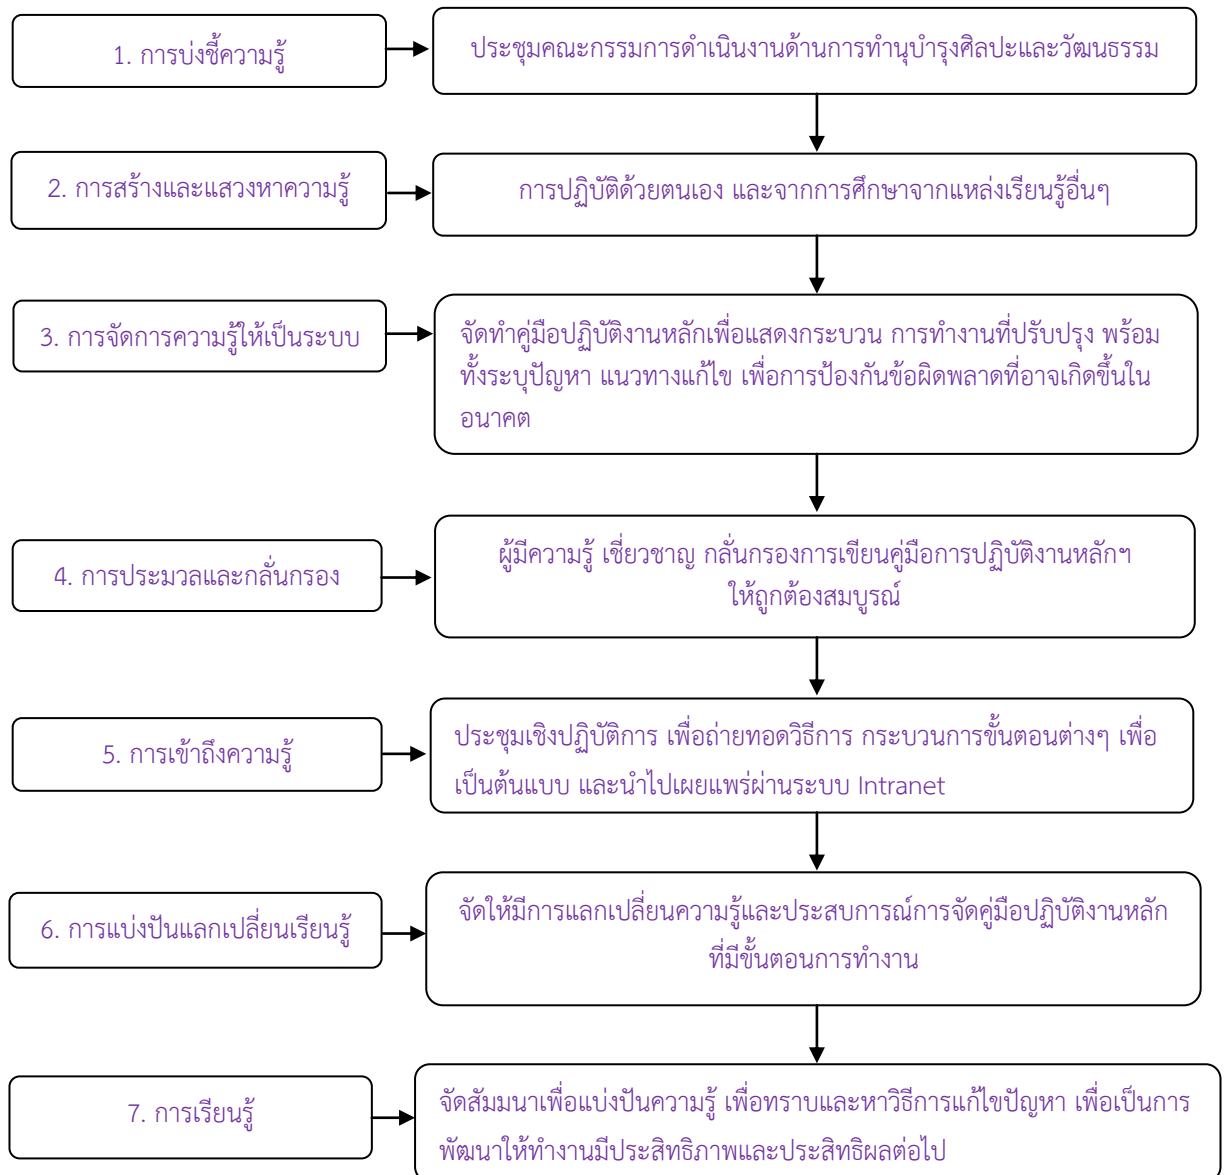 1. การบ่งชี้ความรู้
ประชุมคณะกรรมการดำเนินงานด้านการทำนุบำรุงศิลปะและวัฒนธรรม
2. การสร้างและแสวงหาความรู้
การปฏิบัติด้วยตนเอง และจากการศึกษาจากแหล่งเรียนรู้อื่นๆ
3. การจัดการความรู้ให้เป็นระบบ
จัดทำคู่มือปฏิบัติงานหลักเพื่อแสดงกระบวน การทำงานที่ปรับปรุง พร้อม
ทั้งระบุปัญหา แนวทางแก้ไข เพื่อการป้องกันข้อผิดพลาดที่อาจเกิดขึ้นใน
อนาคต
4. การประมวลและกลั่นกรอง
ผู้มีความรู้ เชี่ยวชาญ กลั่นกรองการเขียนคู่มือการปฏิบัติงานหลักฯ
ให้ถูกต้องสมบูรณ์
5. การเข้าถึงความรู้
ประชุมเชิงปฏิบัติการ เพื่อถ่ายทอดวิธีการ กระบวนการขั้นตอนต่างๆ เพื่อ
เป็นต้นแบบ และนำไปเผยแพร่ผ่านระบบ Intranet
6. การแบ่งปันแลกเปลี่ยนเรียนรู้
จัดให้มีการแลกเปลี่ยนความรู้และประสบการณ์การจัดคู่มือปฏิบัติงานหลัก
ที่มีขั้นตอนการทำงาน
7. การเรียนรู้
จัดสัมมนาเพื่อแบ่งปันความรู้ เพื่อทราบและหาวิธีการแก้ไขปัญหา เพื่อเป็นการ
พัฒนาให้ทำงานมีประสิทธิภาพและประสิทธิผลต่อไป